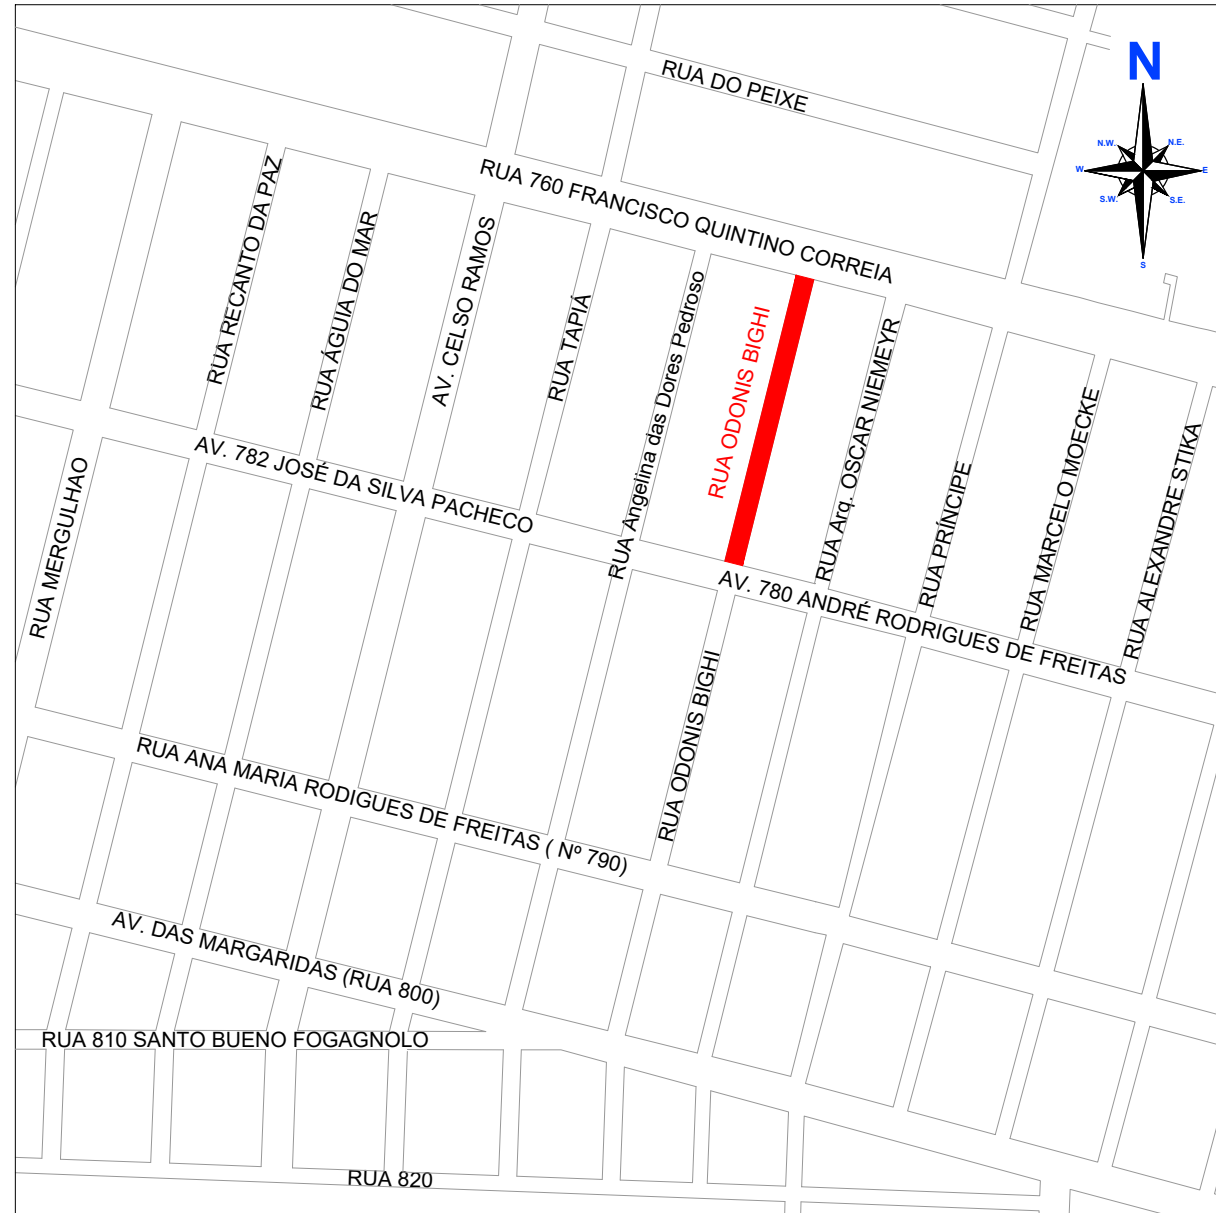 N
RUA DO PEIXE
N.W.
N.E.
W
E
S.W.
S.E.
S
RUA 760 FRANCISCO QUINTINO CORREIA
RUA RECANTO DA PAZ
RUA ÁGUIA DO MAR
AV. CELSO RAMOS
RUA TAPIÁ
RUA Angelina das Dores Pedroso
RUA ODONIS BIGHI
RUA Arq. OSCAR NIEMEYR
RUA PRÍNCIPE
RUA MARCELO MOECKE
RUA ALEXANDRE STIKA
AV. 782 JOSÉ DA SILVA PACHECO
RUA MERGULHAO
AV. 780 ANDRÉ RODRIGUES DE FREITAS
RUA ODONIS BIGHI
RUA ANA MARIA RODIGUES DE FREITAS ( Nº 790)
AV. DAS MARGARIDAS (RUA 800)
RUA 810 SANTO BUENO FOGAGNOLO
RUA 820